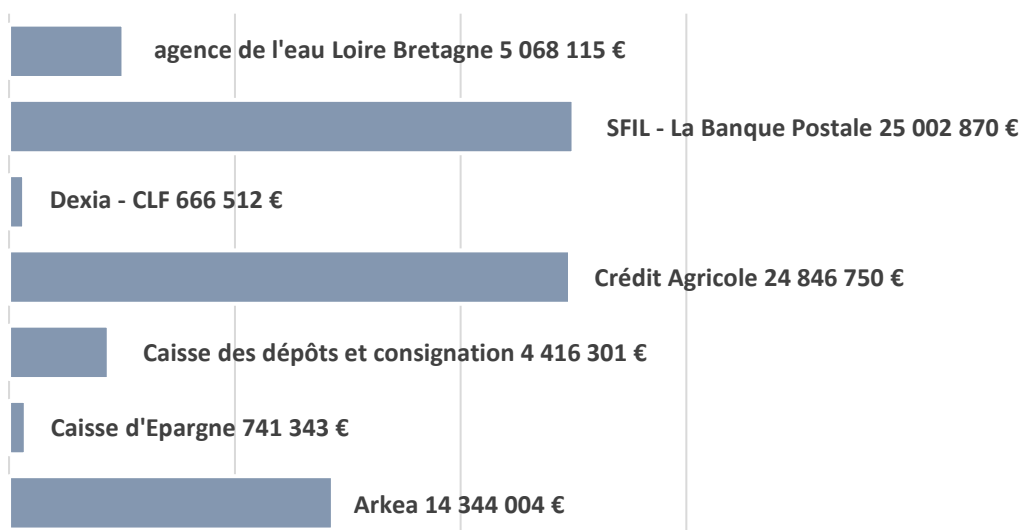 agence de l'eau Loire Bretagne 5 068 115 €
SFIL - La Banque Postale 25 002 870 €
Dexia - CLF 666 512 €
Crédit Agricole 24 846 750 €
Caisse des dépôts et consignation 4 416 301 €
Caisse d'Epargne 741 343 €
Arkea 14 344 004 €